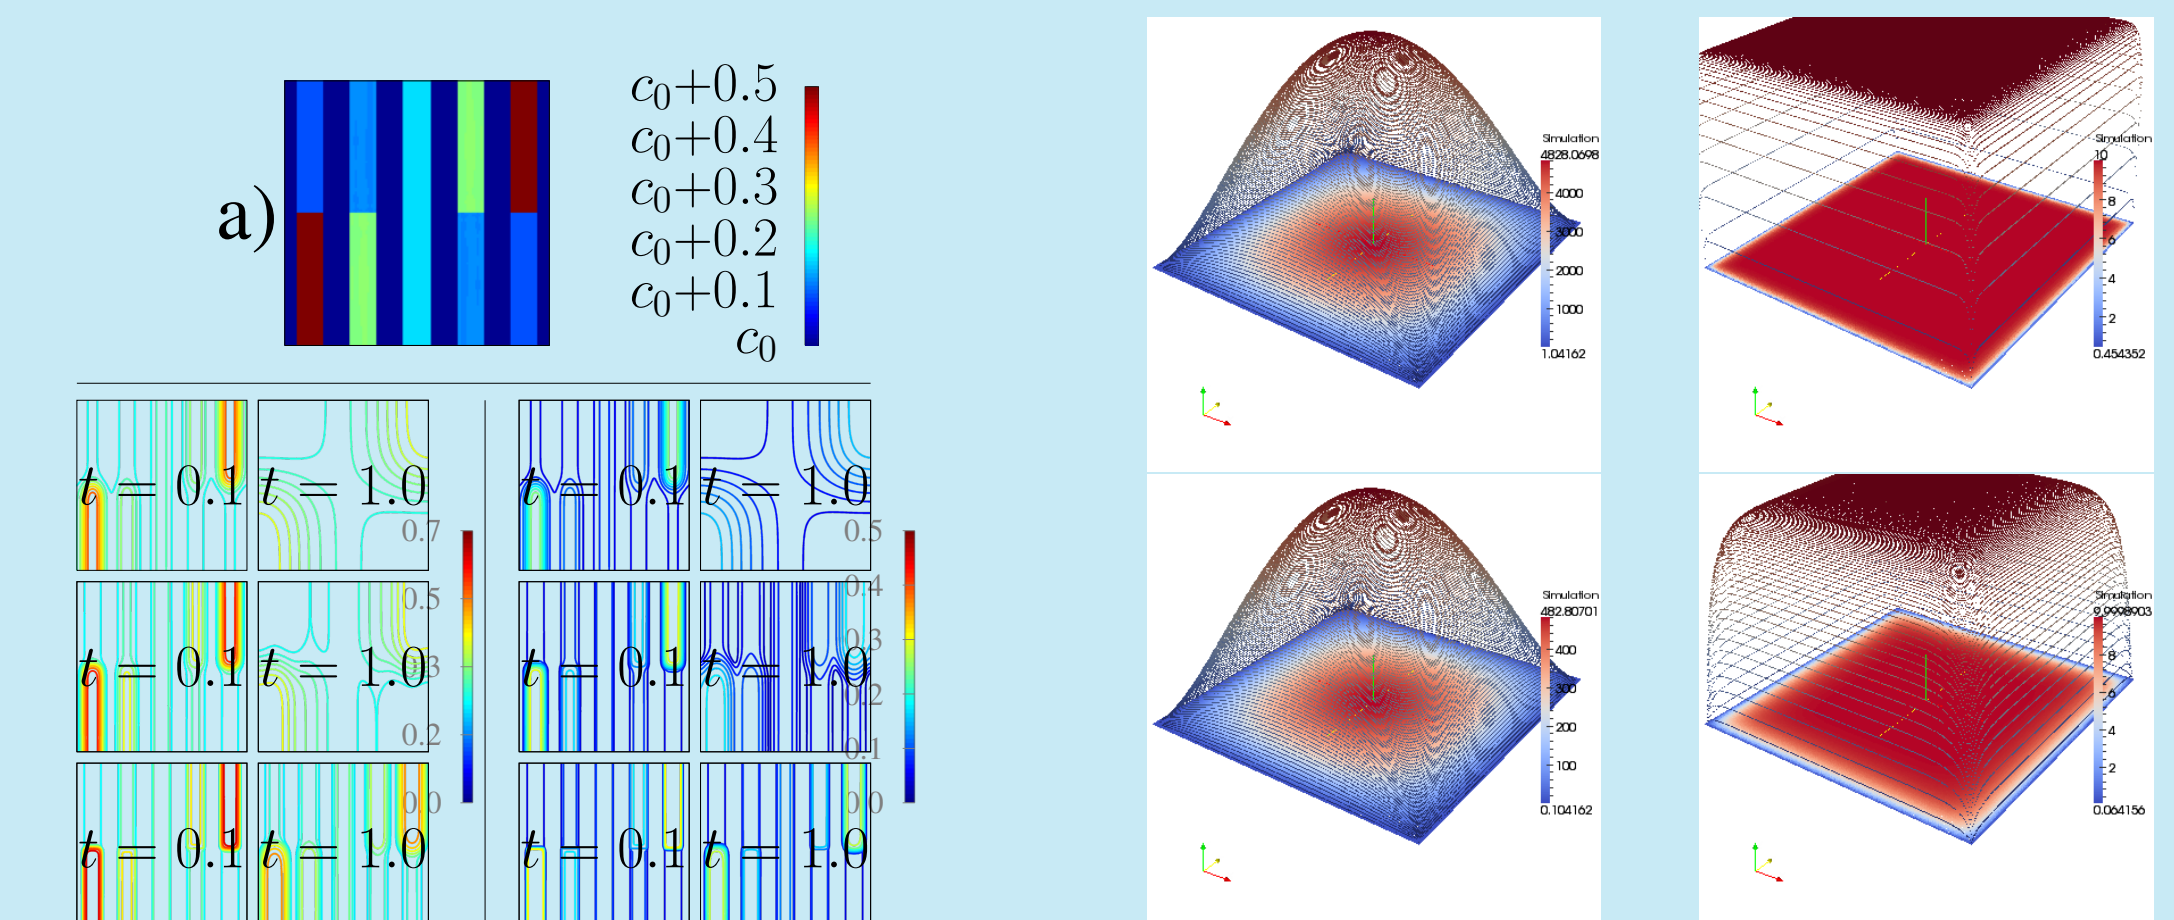 c₀+0.5
c₀+0.4
a) c₀+0.3
c₀+0.2
c₀+0.1
c₀
t = 0.1 t = 1.0 t = 0.1 t = 1.0
0.7 0.5
t = 0.1 t = 1.0 t = 0.1 t = 1.0
0.5 0.4
0.3 0.3
0.2 0.2
0.1
0.0 0.0
t = 0.1 t = 1.0 t = 0.1 t = 1.0
Simulation
4828.0698
4000
3000
2000
1000
1.04162
Simulation
10
8
6
4
2
0.454352
Simulation
482.80701
400
300
200
100
0.104162
Simulation
9.9998903
8
6
4
2
0.064156